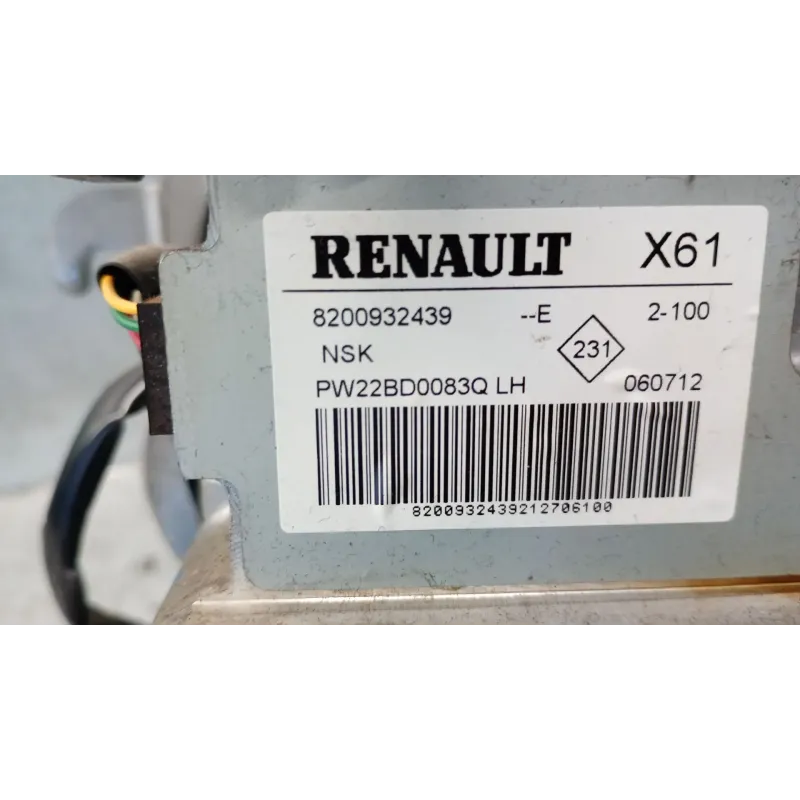 RENAULT X61
8200932439 --E 2-100
NSK 231
PW22BD0083Q LH 060712
8200932439212706100